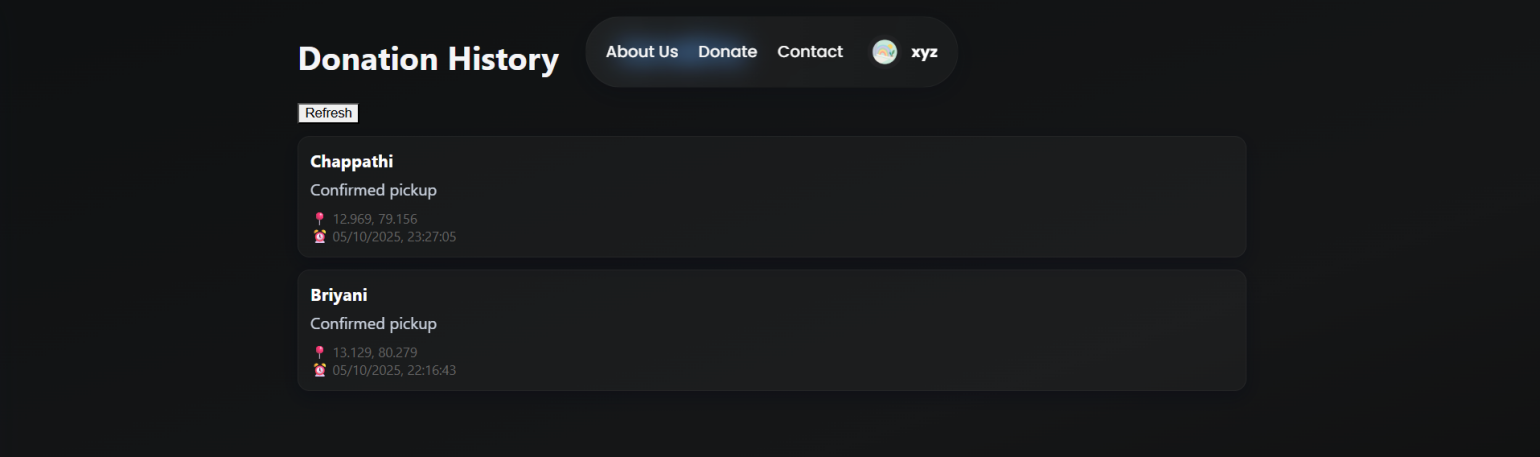 Donation History
About Us Donate Contact xyz
Refresh
Chappathi
Confirmed pickup
12.969, 79.156
05/10/2025, 23:27:05
Briyani
Confirmed pickup
13.129, 80.279
05/10/2025, 22:16:43